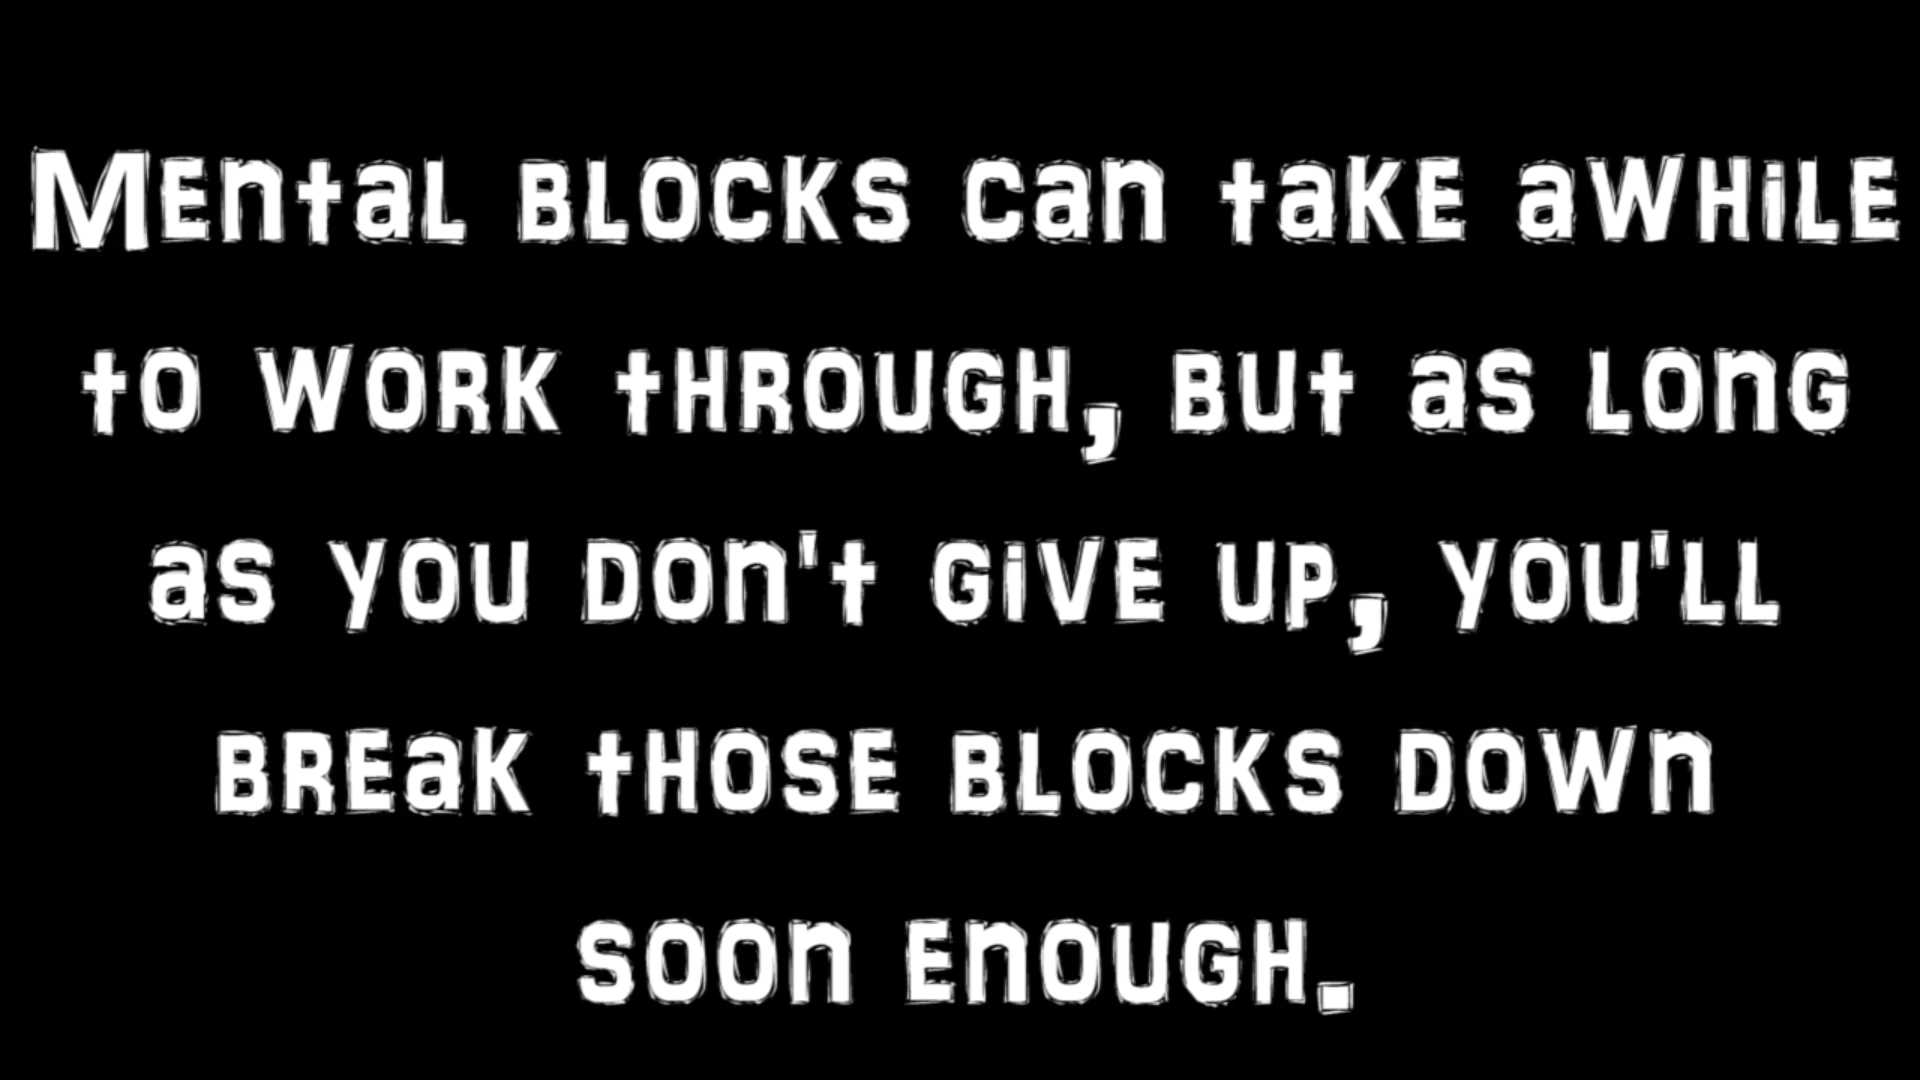 Mental blocks can take awhile
to work through, but as long
as you don't give up, you'll
break those blocks down
soon enough.